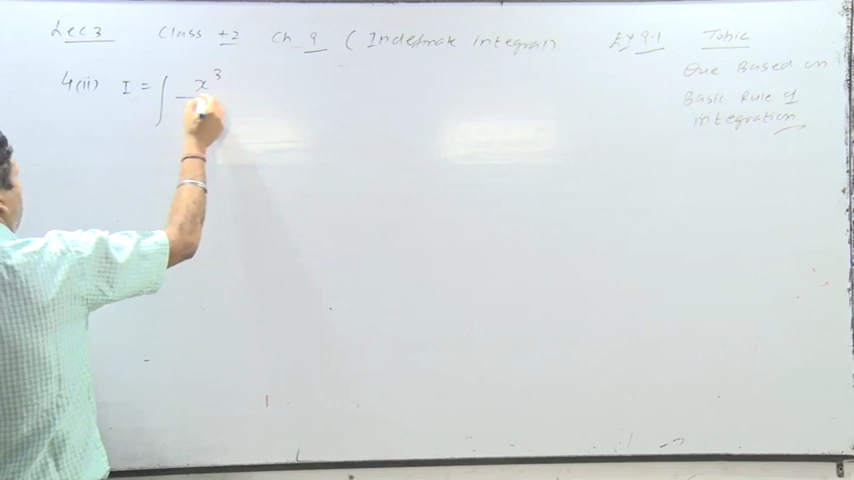 Lec 3 Class +2 Ch 9 (Indefinate integral) Ex 9.1 Topic
Que Based on
Basic Rule of
integration
4(ii) I = ∫ x³